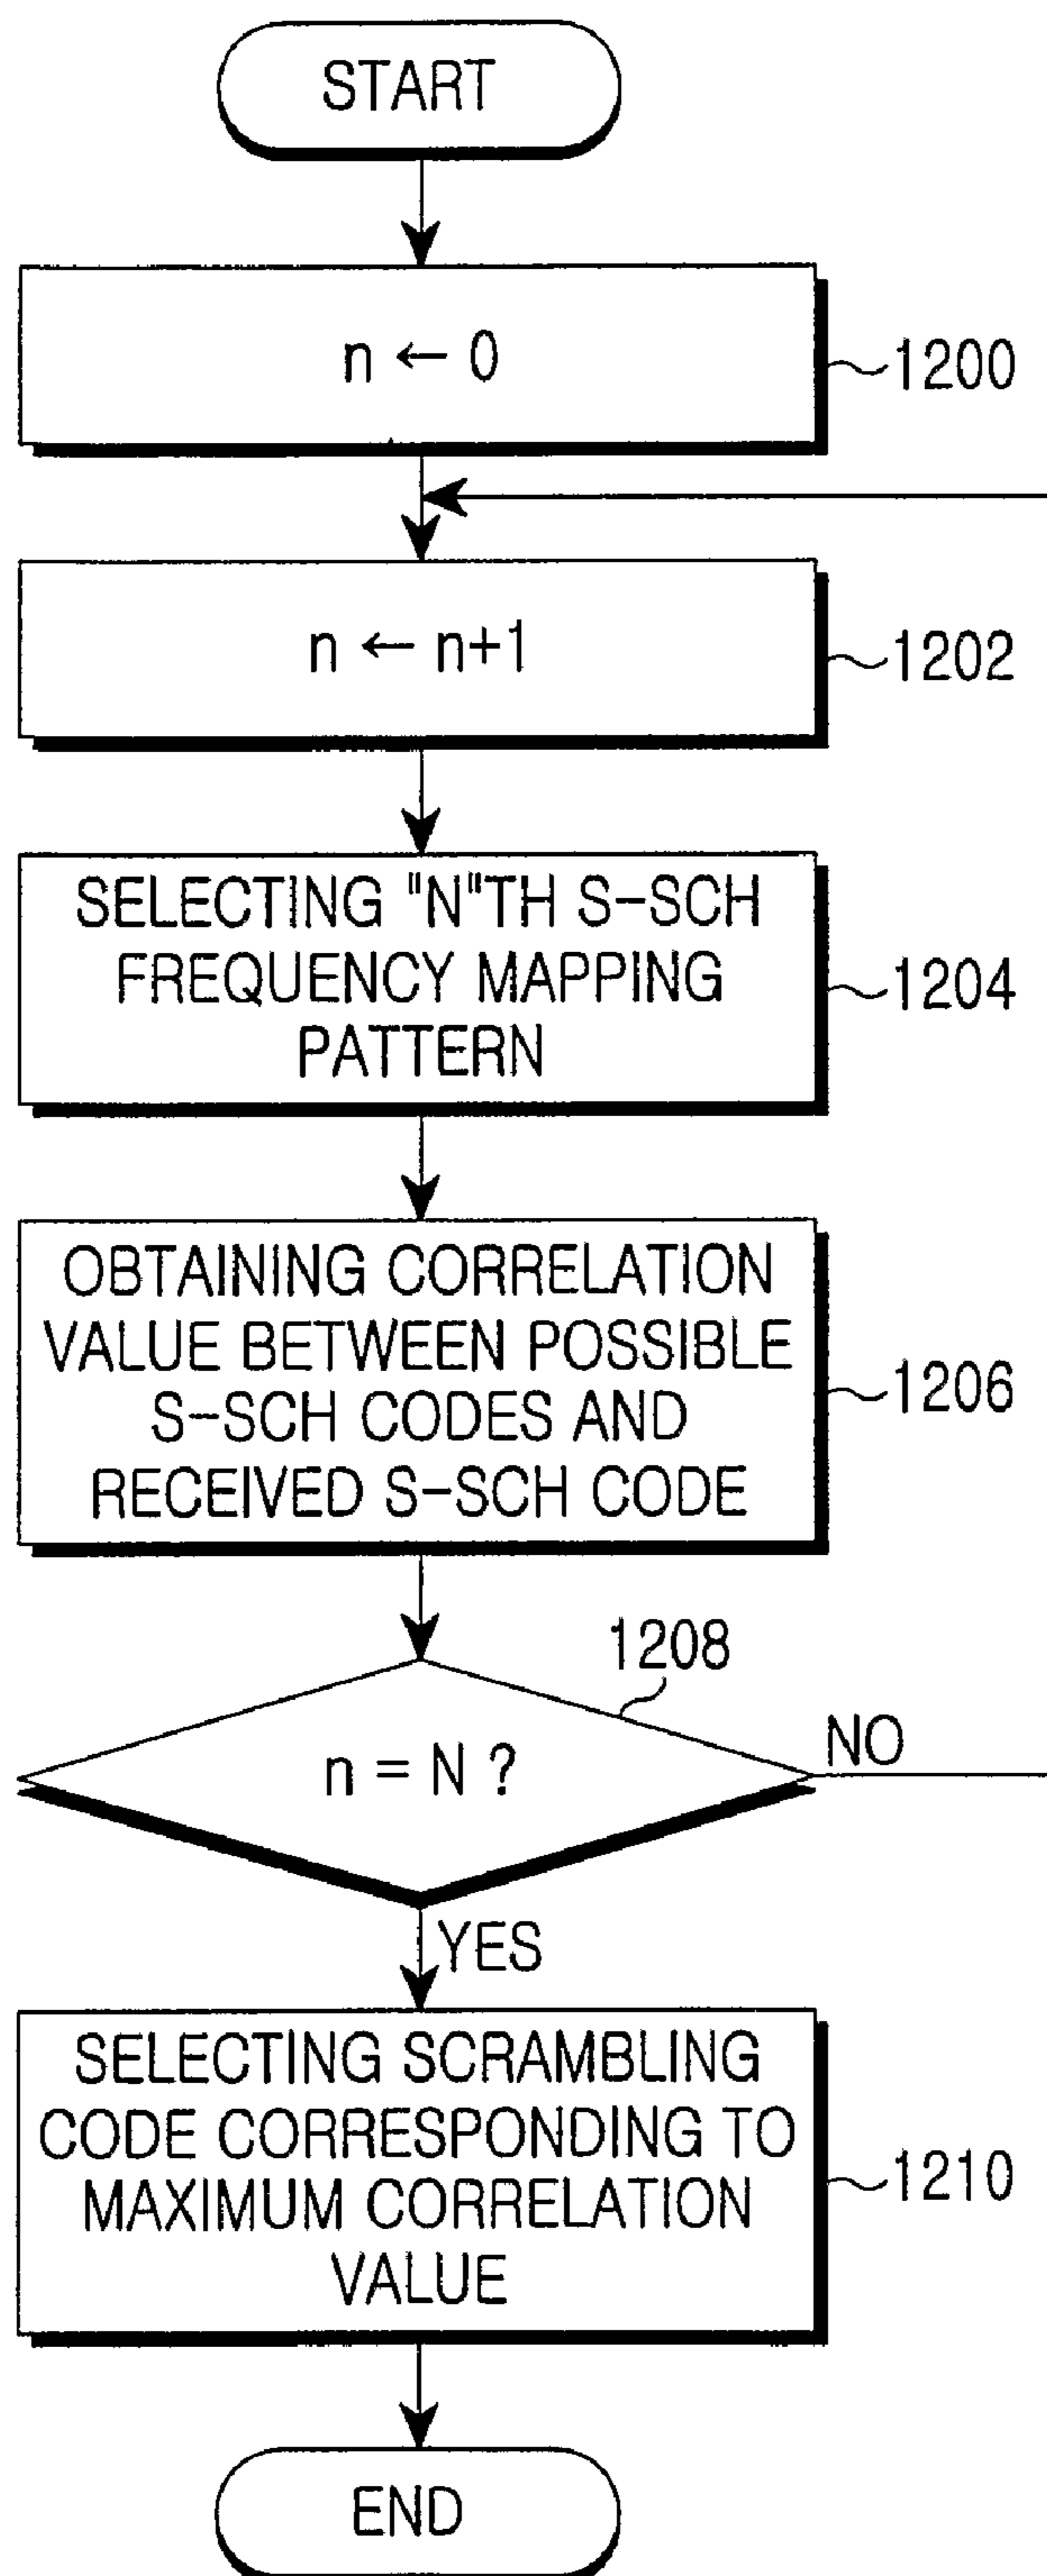 START
n ← 0
1200
n ← n+1
1202
SELECTING "N"TH S-SCH
FREQUENCY MAPPING
PATTERN
1204
OBTAINING CORRELATION
VALUE BETWEEN POSSIBLE
S-SCH CODES AND
RECEIVED S-SCH CODE
1206
1208
n = N ?
NO
YES
SELECTING SCRAMBLING
CODE CORRESPONDING TO
MAXIMUM CORRELATION
VALUE
1210
END